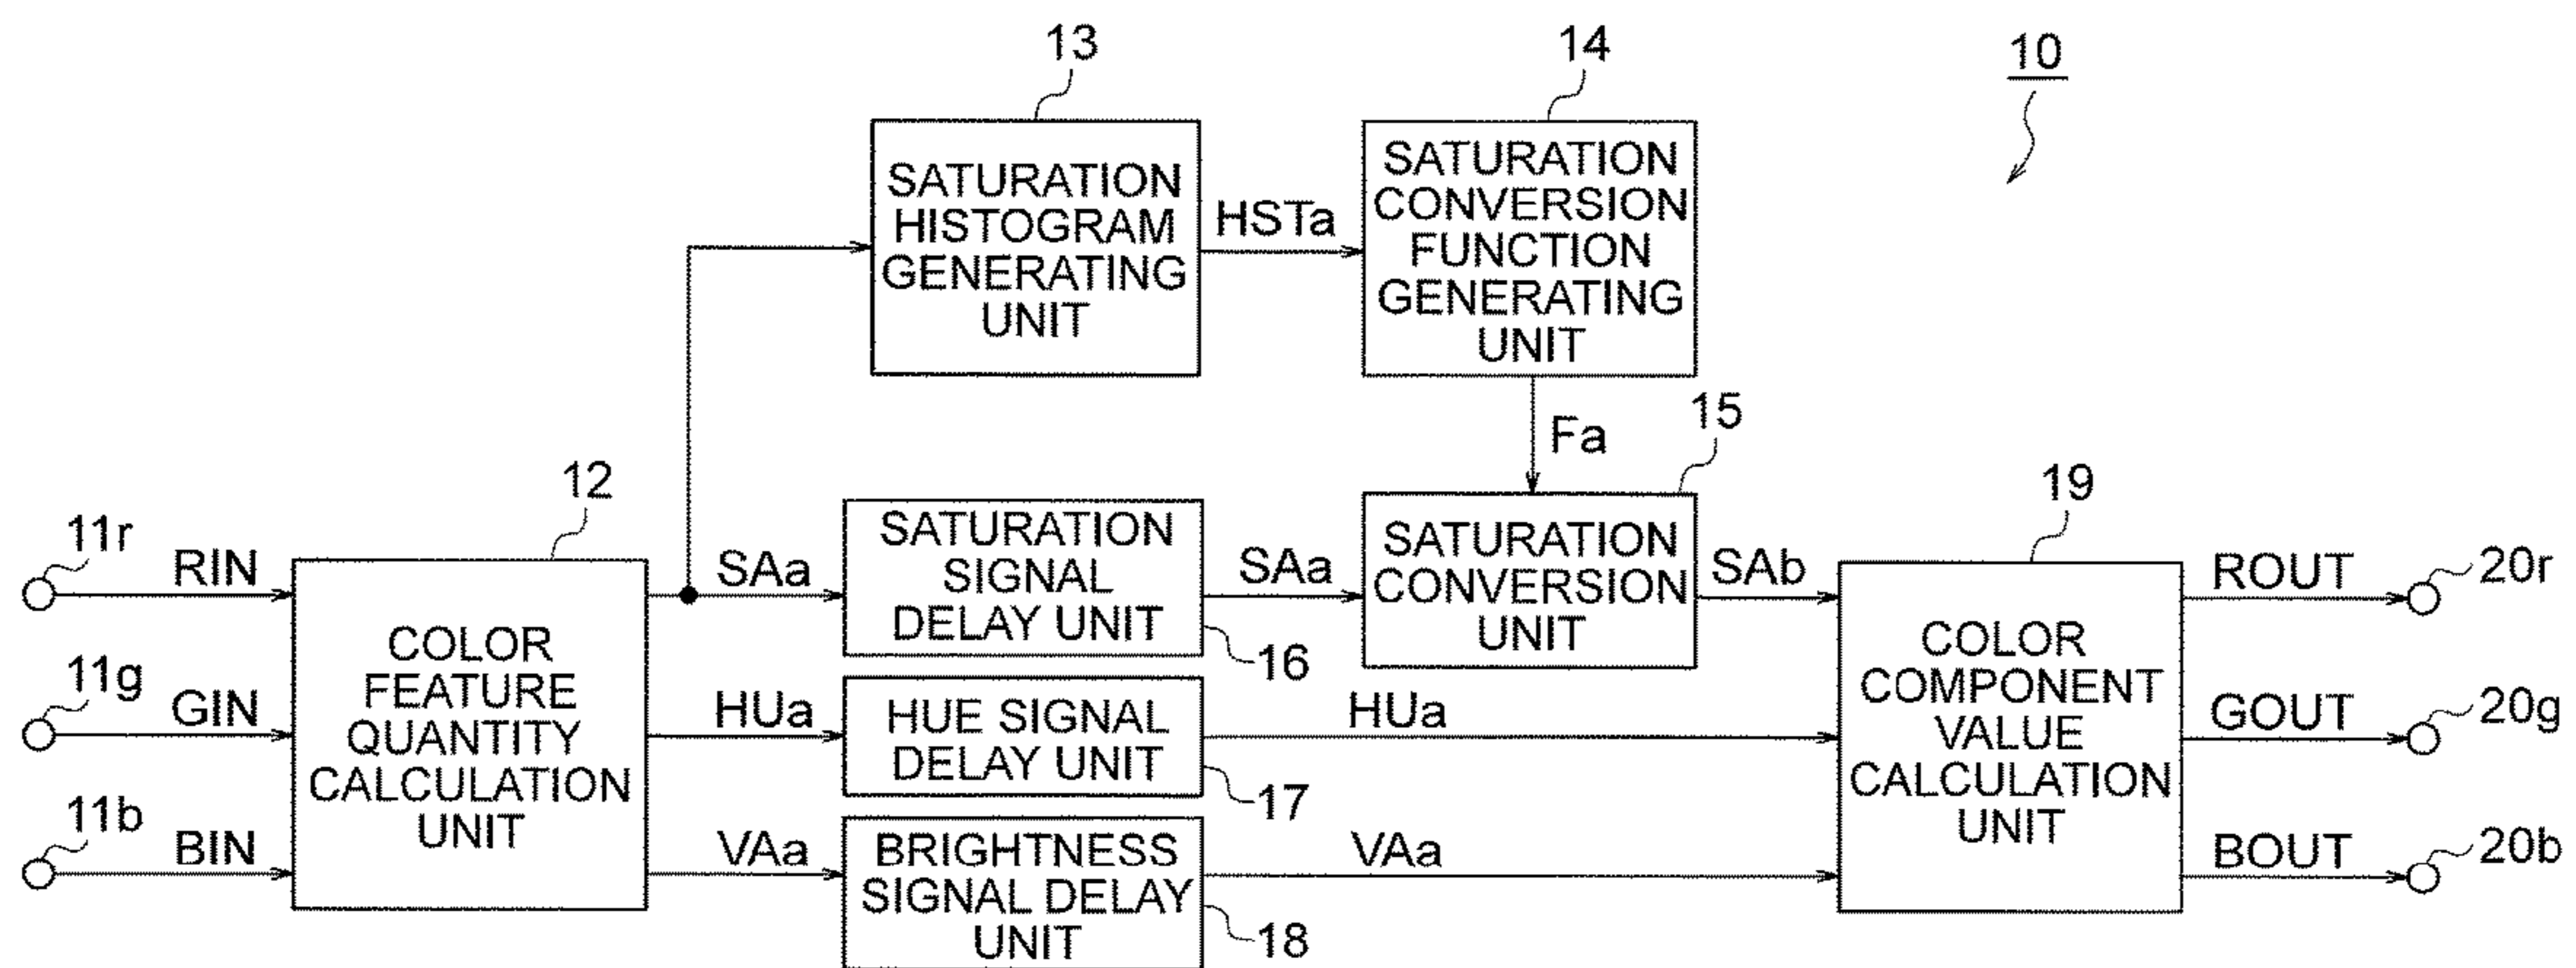 13
14
10
SATURATION
HISTOGRAM
GENERATING
UNIT
HSTa
SATURATION
CONVERSION
FUNCTION
GENERATING
UNIT
Fa
15
12
19
11r
RIN
11g
GIN
11b
BIN
COLOR
FEATURE
QUANTITY
CALCULATION
UNIT
SAa
HUa
VAa
SATURATION
SIGNAL
DELAY UNIT
16
HUE SIGNAL
DELAY UNIT
17
BRIGHTNESS
SIGNAL DELAY
UNIT
18
SAa
HUa
VAa
SATURATION
CONVERSION
UNIT
SAb
COLOR
COMPONENT
VALUE
CALCULATION
UNIT
ROUT
20r
GOUT
20g
BOUT
20b